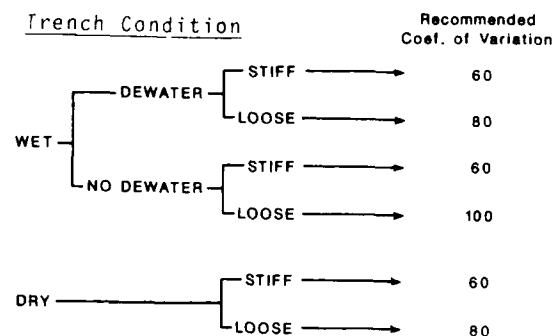 Trench Condition
Recommended
Coef. of Variation
STIFF 60
DEWATER
LOOSE 80
WET
STIFF 60
NO DEWATER
LOOSE 100
STIFF 60
DRY
LOOSE 80